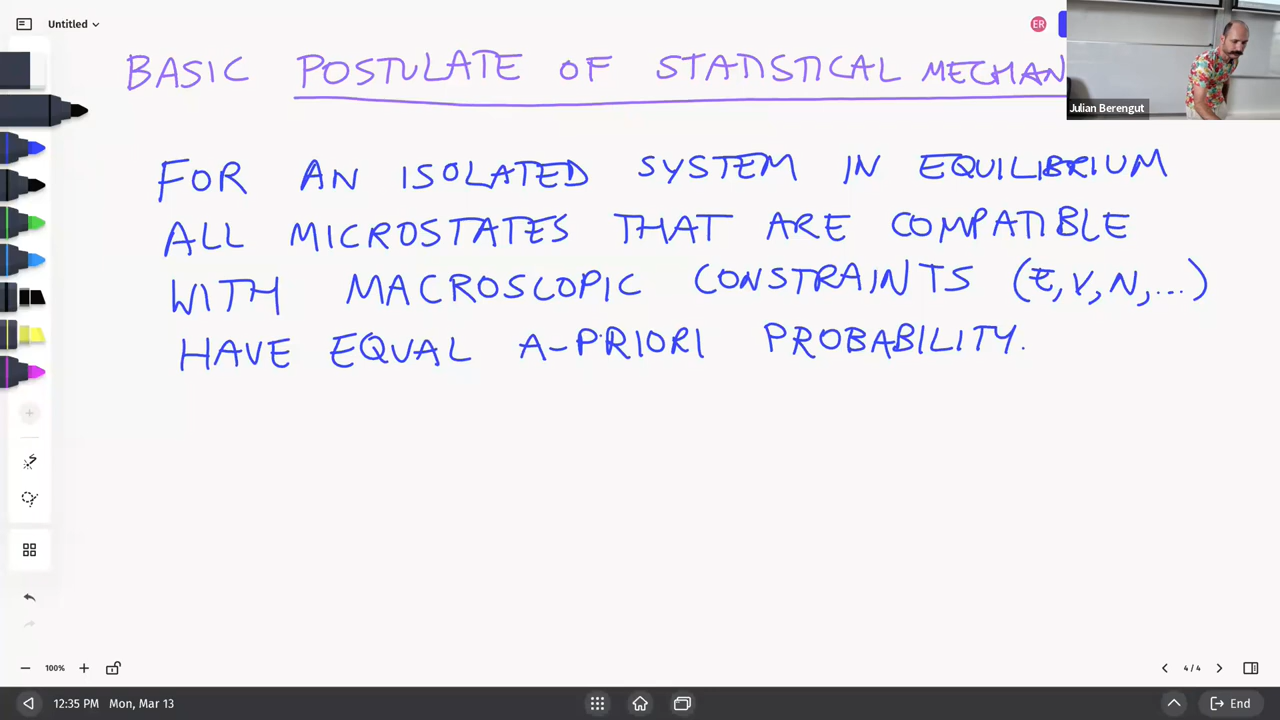 Untitled
ER
BASIC POSTULATE OF STATISTICAL MECHAN
Julian Berengut
FOR AN ISOLATED SYSTEM IN EQUILIBRIUM
ALL MICROSTATES THAT ARE COMPATIBLE
WITH MACROSCOPIC CONSTRAINTS (E, V, N, ...)
HAVE EQUAL A-PRIORI PROBABILITY.
100%
4/4
12:35 PM Mon, Mar 13
End